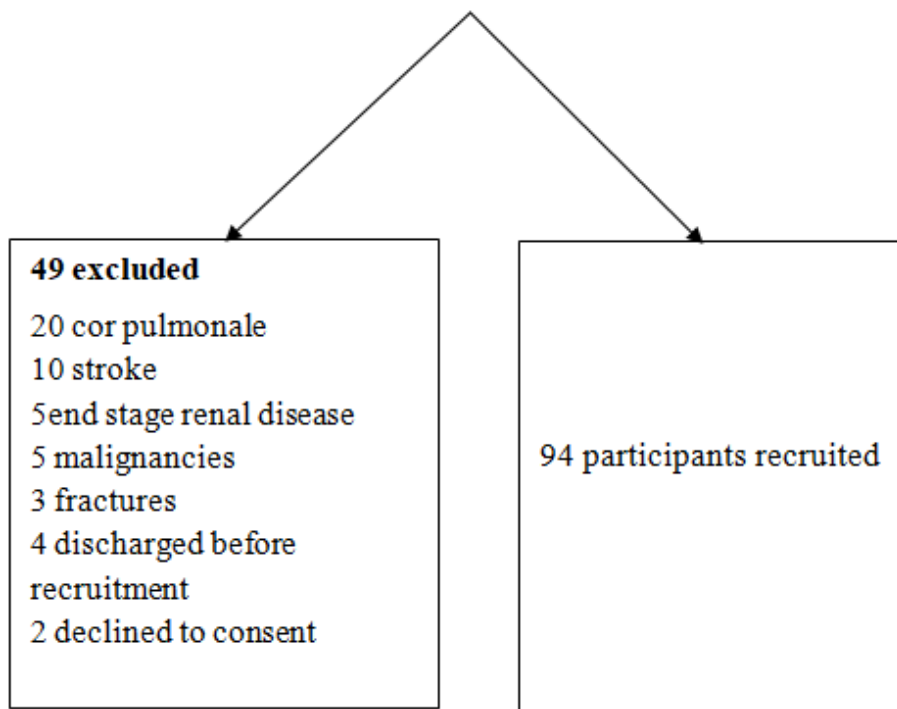 49 excluded
20 cor pulmonale
10 stroke
5end stage renal disease
5 malignancies
3 fractures
4 discharged before
recruitment
2 declined to consent
94 participants recruited